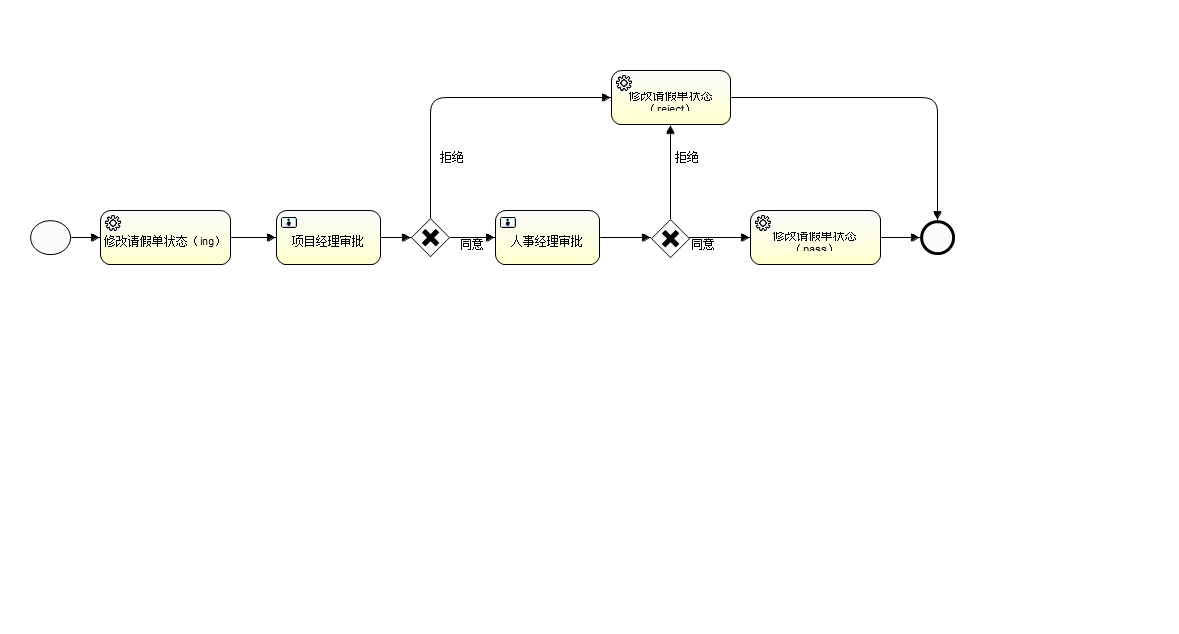 修改请假单状态
（reject）
拒绝
拒绝
修改请假单状态（ing）
项目经理审批
同意
人事经理审批
同意
修改请假单状态
（pass）